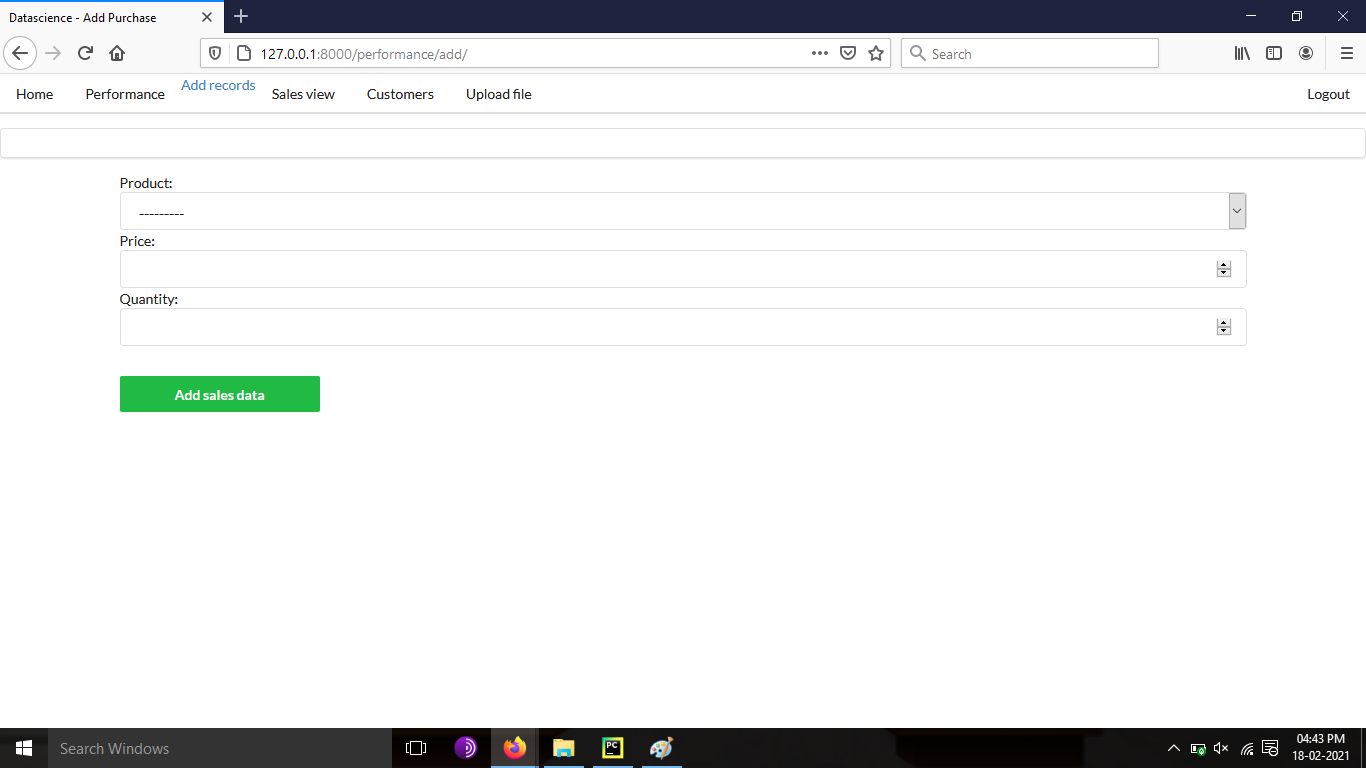 Datascience - Add Purchase
127.0.0.1:8000/performance/add/
Search
Home Performance Add records Sales view Customers Upload file Logout
Product:
---------
Price:
Quantity:
Add sales data
Search Windows
PC
04:43 PM
18-02-2021